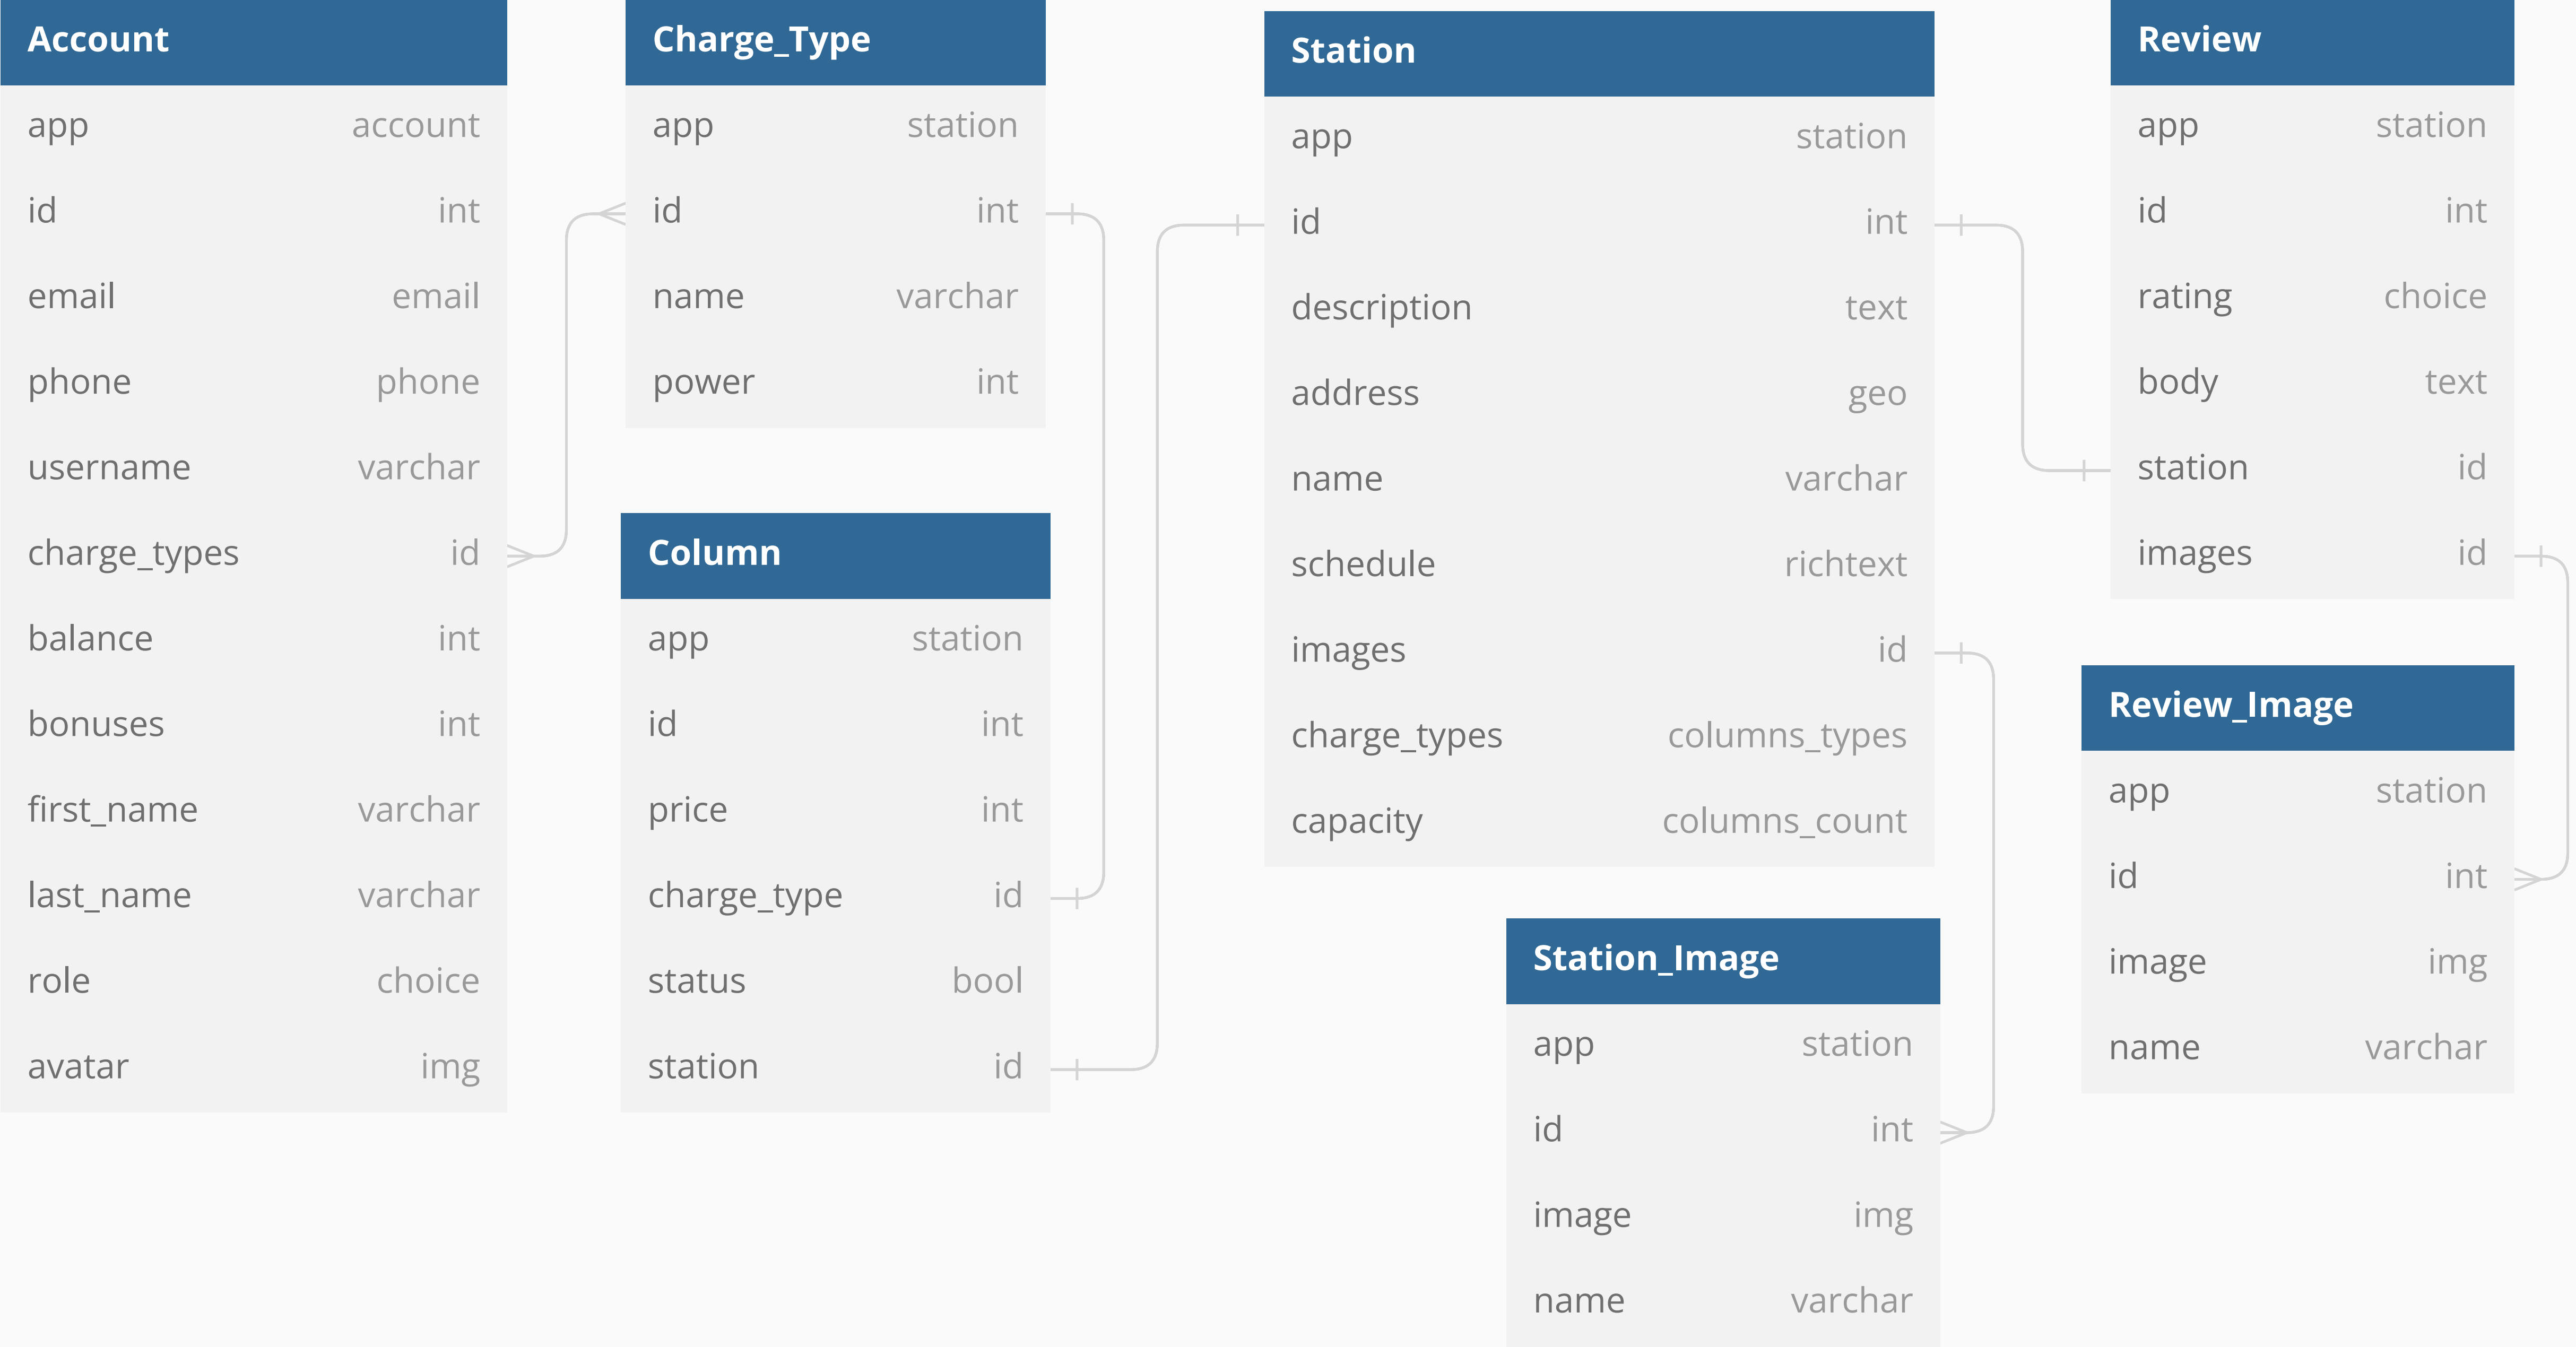 Account
app account
id int
email email
phone phone
username varchar
charge_types id
balance int
bonuses int
first_name varchar
last_name varchar
role choice
avatar img
Charge_Type
app station
id int
name varchar
power int
Column
app station
id int
price int
charge_type id
status bool
station id
Station
app station
id int
description text
address geo
name varchar
schedule richtext
images id
charge_types columns_types
capacity columns_count
Station_Image
app station
id int
image img
name varchar
Review
app station
id int
rating choice
body text
station id
images id
Review_Image
app station
id int
image img
name varchar